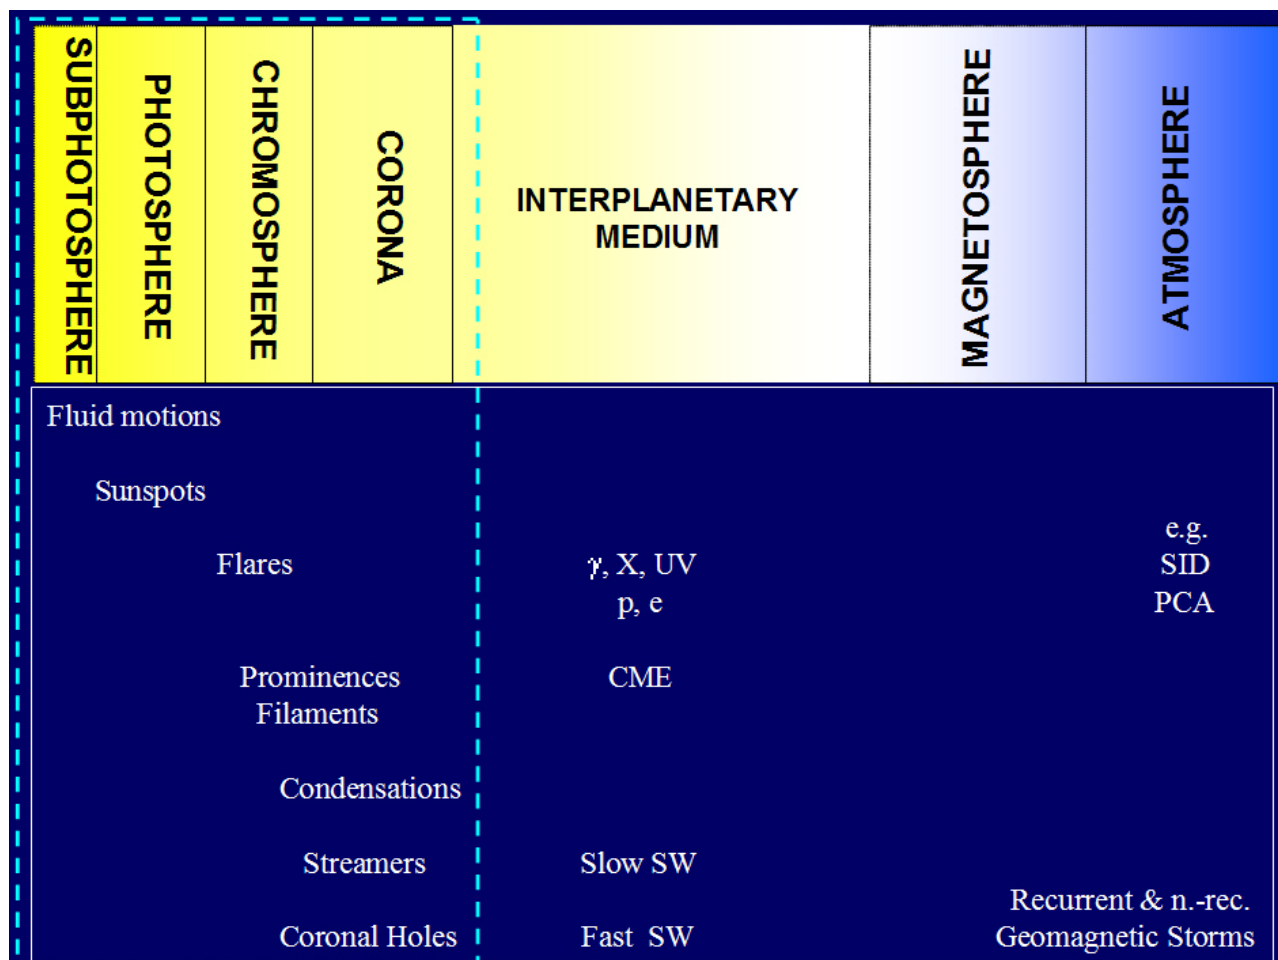 SUBPHOTOSPHERE
PHOTOSPHERE
CHROMOSPHERE
CORONA
INTERPLANETARY
MEDIUM
MAGNETOSPHERE
ATMOSPHERE
Fluid motions
Sunspots
e.g.
Flares γ, X, UV SID
p, e PCA
Prominences CME
Filaments
Condensations
Streamers Slow SW
Recurrent & n.-rec.
Coronal Holes Fast SW Geomagnetic Storms